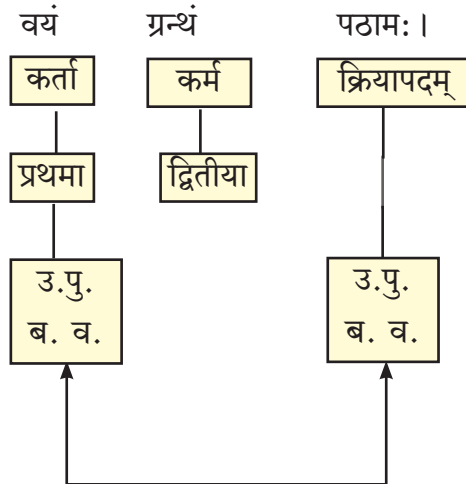 वयं ग्रन्थं पठाम:।
कर्ता कर्म क्रियापदम्
प्रथमा द्वितीया
उ.पु. उ.पु.
ब. व. ब. व.